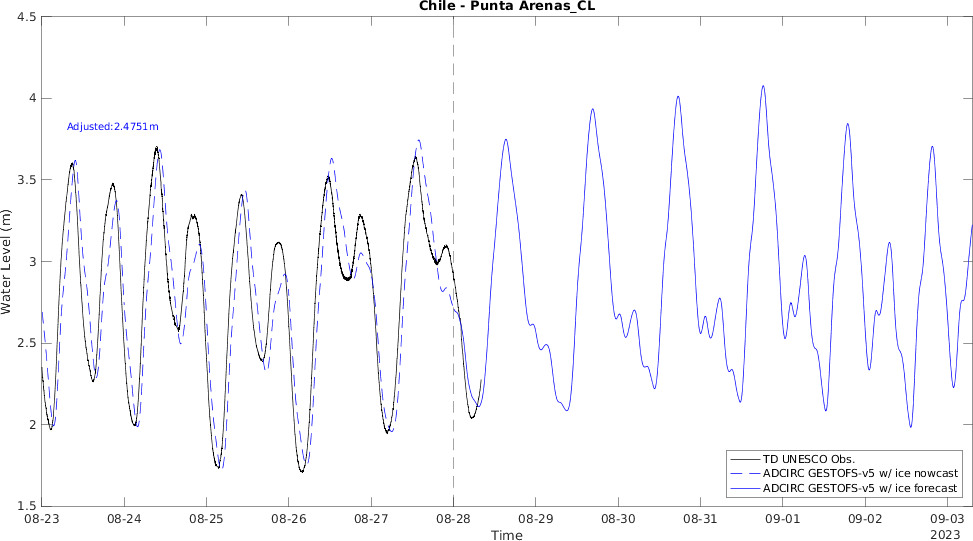 Chile - Punta Arenas_CL
4.5
4
3.5
3
2.5
2
1.5
Water Level (m)
Adjusted:2.4751m
TD UNESCO Obs.
ADCIRC GESTOFS-v5 w/ ice nowcast
ADCIRC GESTOFS-v5 w/ ice forecast
08-23 08-24 08-25 08-26 08-27 08-28 08-29 08-30 08-31 09-01 09-02 09-03
Time
2023